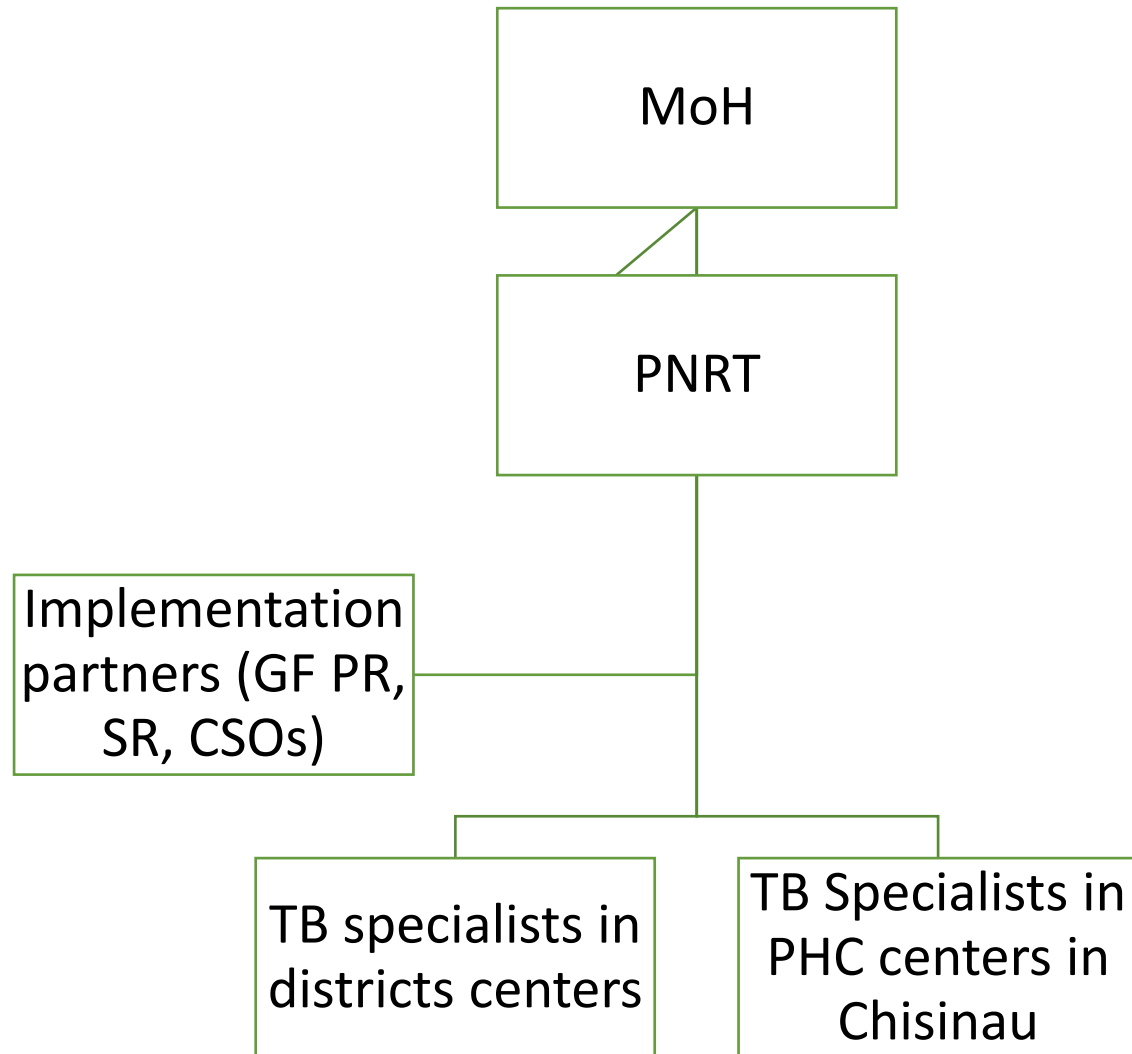 MoH
PNRT
Implementation
partners (GF PR,
SR, CSOs)
TB specialists in
districts centers
TB Specialists in
PHC centers in
Chisinau